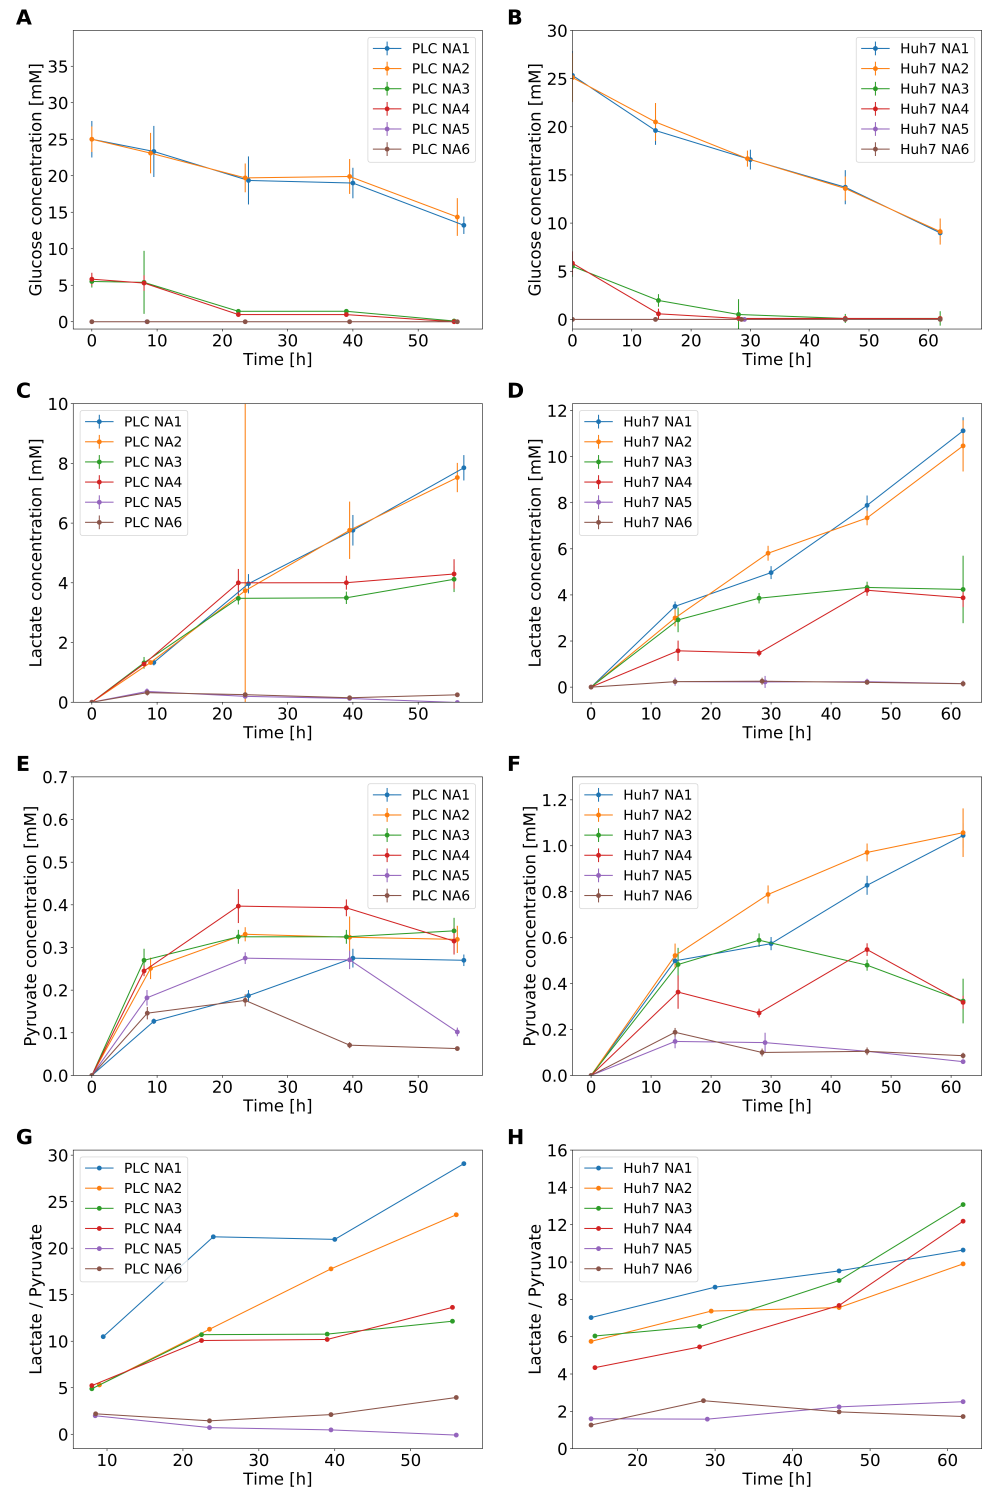 A
Glucose concentration [mM]
35
30
25
20
15
10
5
0
0 10 20 30 40 50
Time [h]
PLC NA1
PLC NA2
PLC NA3
PLC NA4
PLC NA5
PLC NA6
B
Glucose concentration [mM]
30
25
20
15
10
5
0
0 10 20 30 40 50 60
Time [h]
Huh7 NA1
Huh7 NA2
Huh7 NA3
Huh7 NA4
Huh7 NA5
Huh7 NA6
C
Lactate concentration [mM]
10
8
6
4
2
0
0 10 20 30 40 50
Time [h]
PLC NA1
PLC NA2
PLC NA3
PLC NA4
PLC NA5
PLC NA6
D
Lactate concentration [mM]
12
10
8
6
4
2
0
0 10 20 30 40 50 60
Time [h]
Huh7 NA1
Huh7 NA2
Huh7 NA3
Huh7 NA4
Huh7 NA5
Huh7 NA6
E
Pyruvate concentration [mM]
0.7
0.6
0.5
0.4
0.3
0.2
0.1
0.0
0 10 20 30 40 50
Time [h]
PLC NA1
PLC NA2
PLC NA3
PLC NA4
PLC NA5
PLC NA6
F
Pyruvate concentration [mM]
1.2
1.0
0.8
0.6
0.4
0.2
0.0
0 10 20 30 40 50 60
Time [h]
Huh7 NA1
Huh7 NA2
Huh7 NA3
Huh7 NA4
Huh7 NA5
Huh7 NA6
G
Lactate / Pyruvate
30
25
20
15
10
5
0
10 20 30 40 50
Time [h]
PLC NA1
PLC NA2
PLC NA3
PLC NA4
PLC NA5
PLC NA6
H
Lactate / Pyruvate
16
14
12
10
8
6
4
2
0
20 30 40 50 60
Time [h]
Huh7 NA1
Huh7 NA2
Huh7 NA3
Huh7 NA4
Huh7 NA5
Huh7 NA6